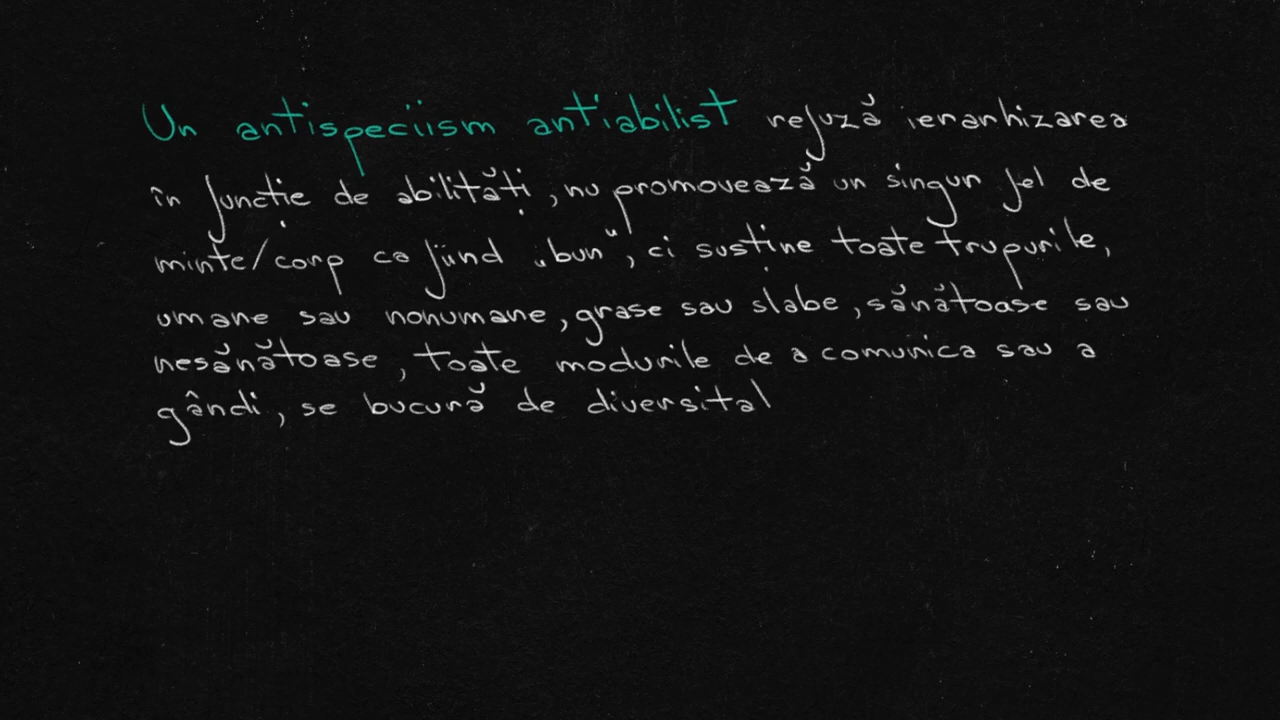 Un antispeciism antiabilist refuză ierarhizarea
în funcție de abilități, nu promovează un singur fel de
minte/corp ca fiind „bun”, ci susține toate trupurile,
umane sau nonumane, grase sau slabe, sănătoase sau
nesănătoase, toate modurile de a comunica sau a
gândi, se bucură de diversital